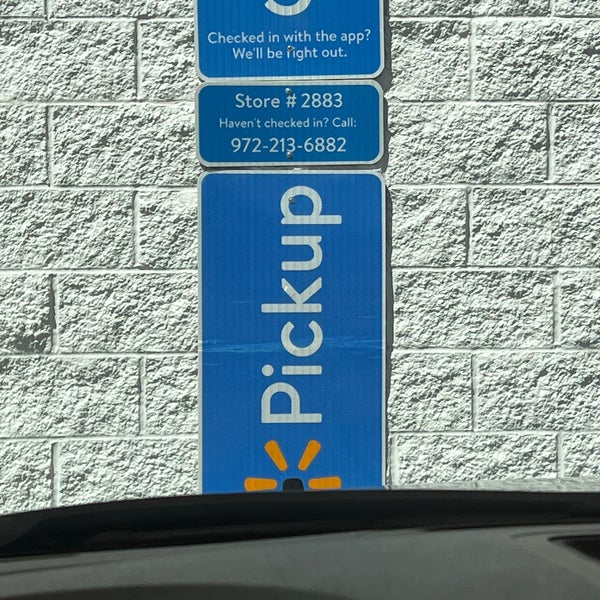 Checked in with the app?
We'll be right out.
Store # 2883
Haven't checked in? Call:
972-213-6882
Pickup